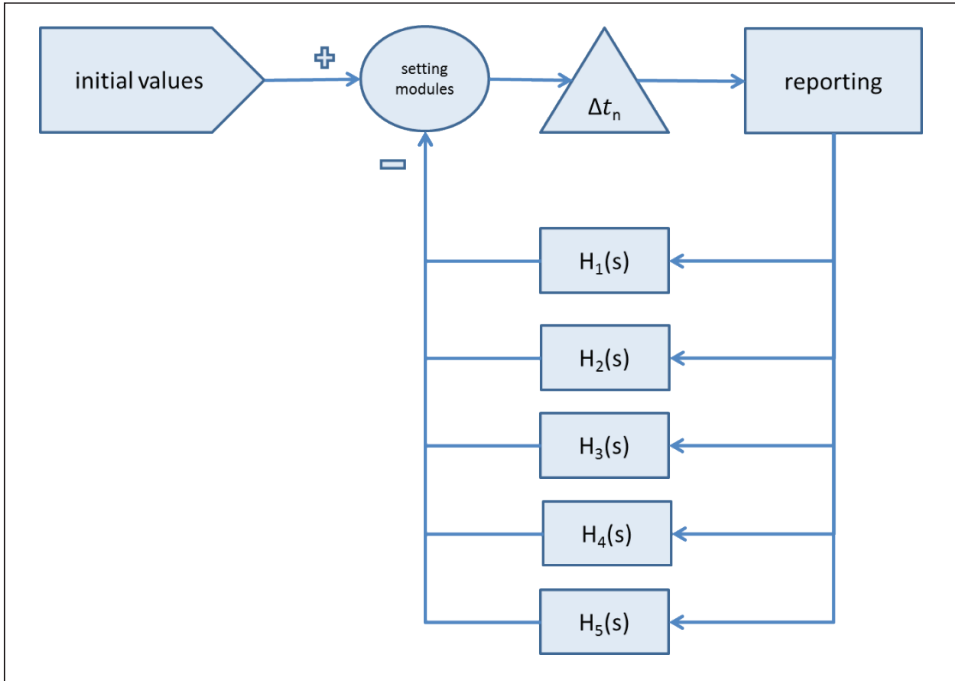 initial values
+
setting
modules
Δtₙ
reporting
−
H₁(s)
H₂(s)
H₃(s)
H₄(s)
H₅(s)